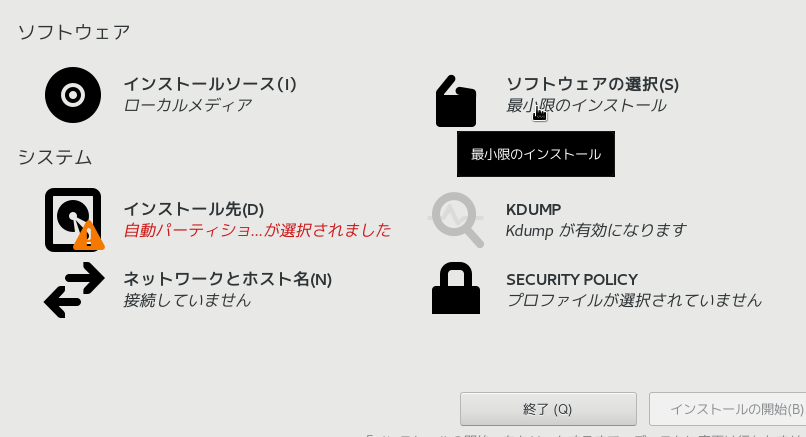 ソフトウェア
インストールソース(I)
ローカルメディア
ソフトウェアの選択(S)
最小限のインストール
最小限のインストール
システム
インストール先(D)
自動パーティショ...が選択されました
KDUMP
Kdump が有効になります
ネットワークとホスト名(N)
接続していません
SECURITY POLICY
プロファイルが選択されていません
終了 (Q)
インストールの開始(B)